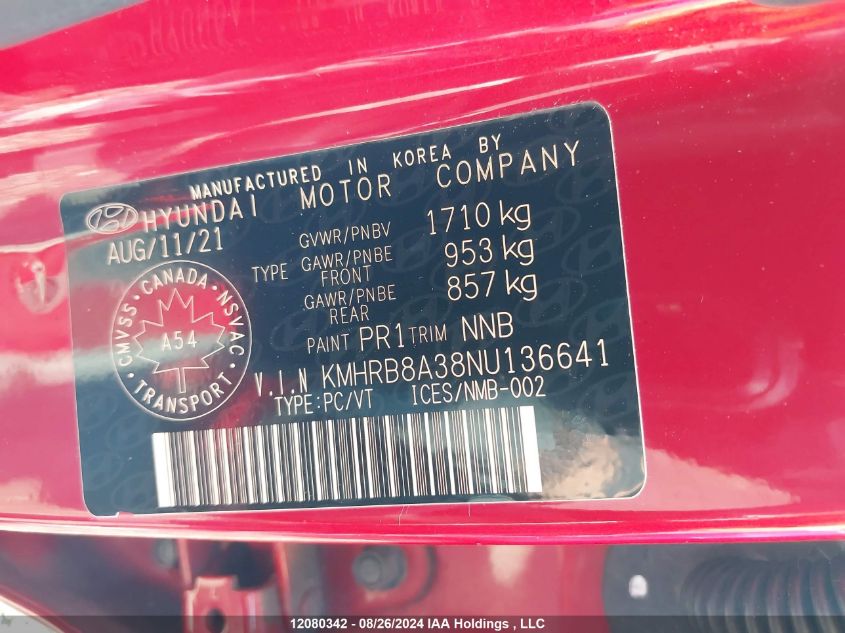 MANUFACTURED IN KOREA BY
HYUNDAI MOTOR COMPANY
AUG/11/21
GVWR/PNBV 1710 kg
TYPE GAWR/PNBE FRONT 953 kg
GAWR/PNBE REAR 857 kg
PAINT PR1 TRIM NNB
V.I.N KMHRB8A38NU136641
TYPE:PC/VT ICES/NMB-002
CMVSS · CANADA · NSVAC
A54
· TRANSPORT ·
12080342 - 08/26/2024 IAA Holdings , LLC